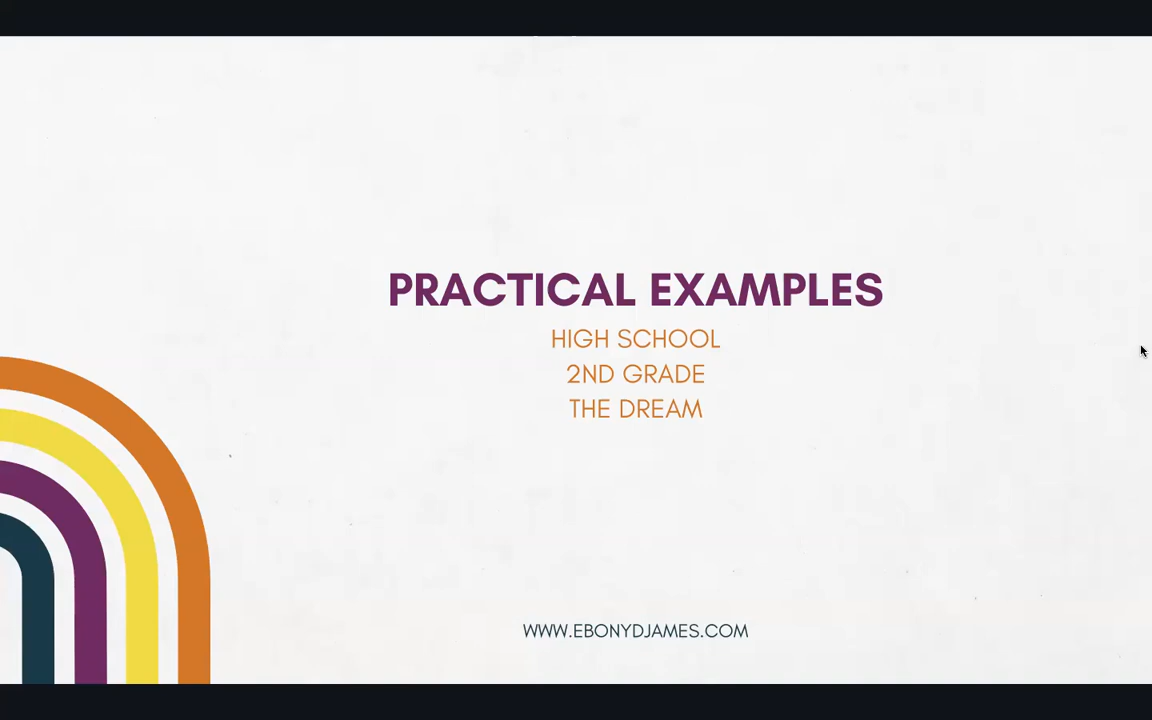 PRACTICAL EXAMPLES
HIGH SCHOOL
2ND GRADE
THE DREAM
WWW.EBONYDJAMES.COM